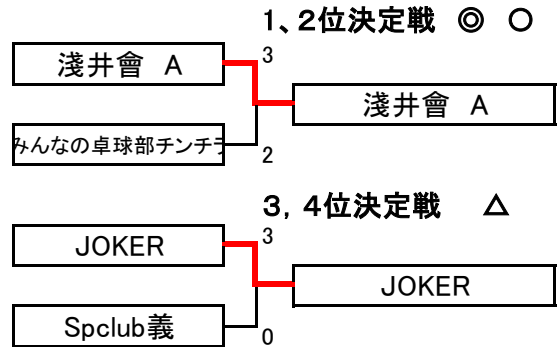 1、2位決定戦 ◎ ○
3
淺井會 A
淺井會 A
みんなの卓球部チンチラ
2
3，4位決定戦 △
3
JOKER
JOKER
Spclub義
0